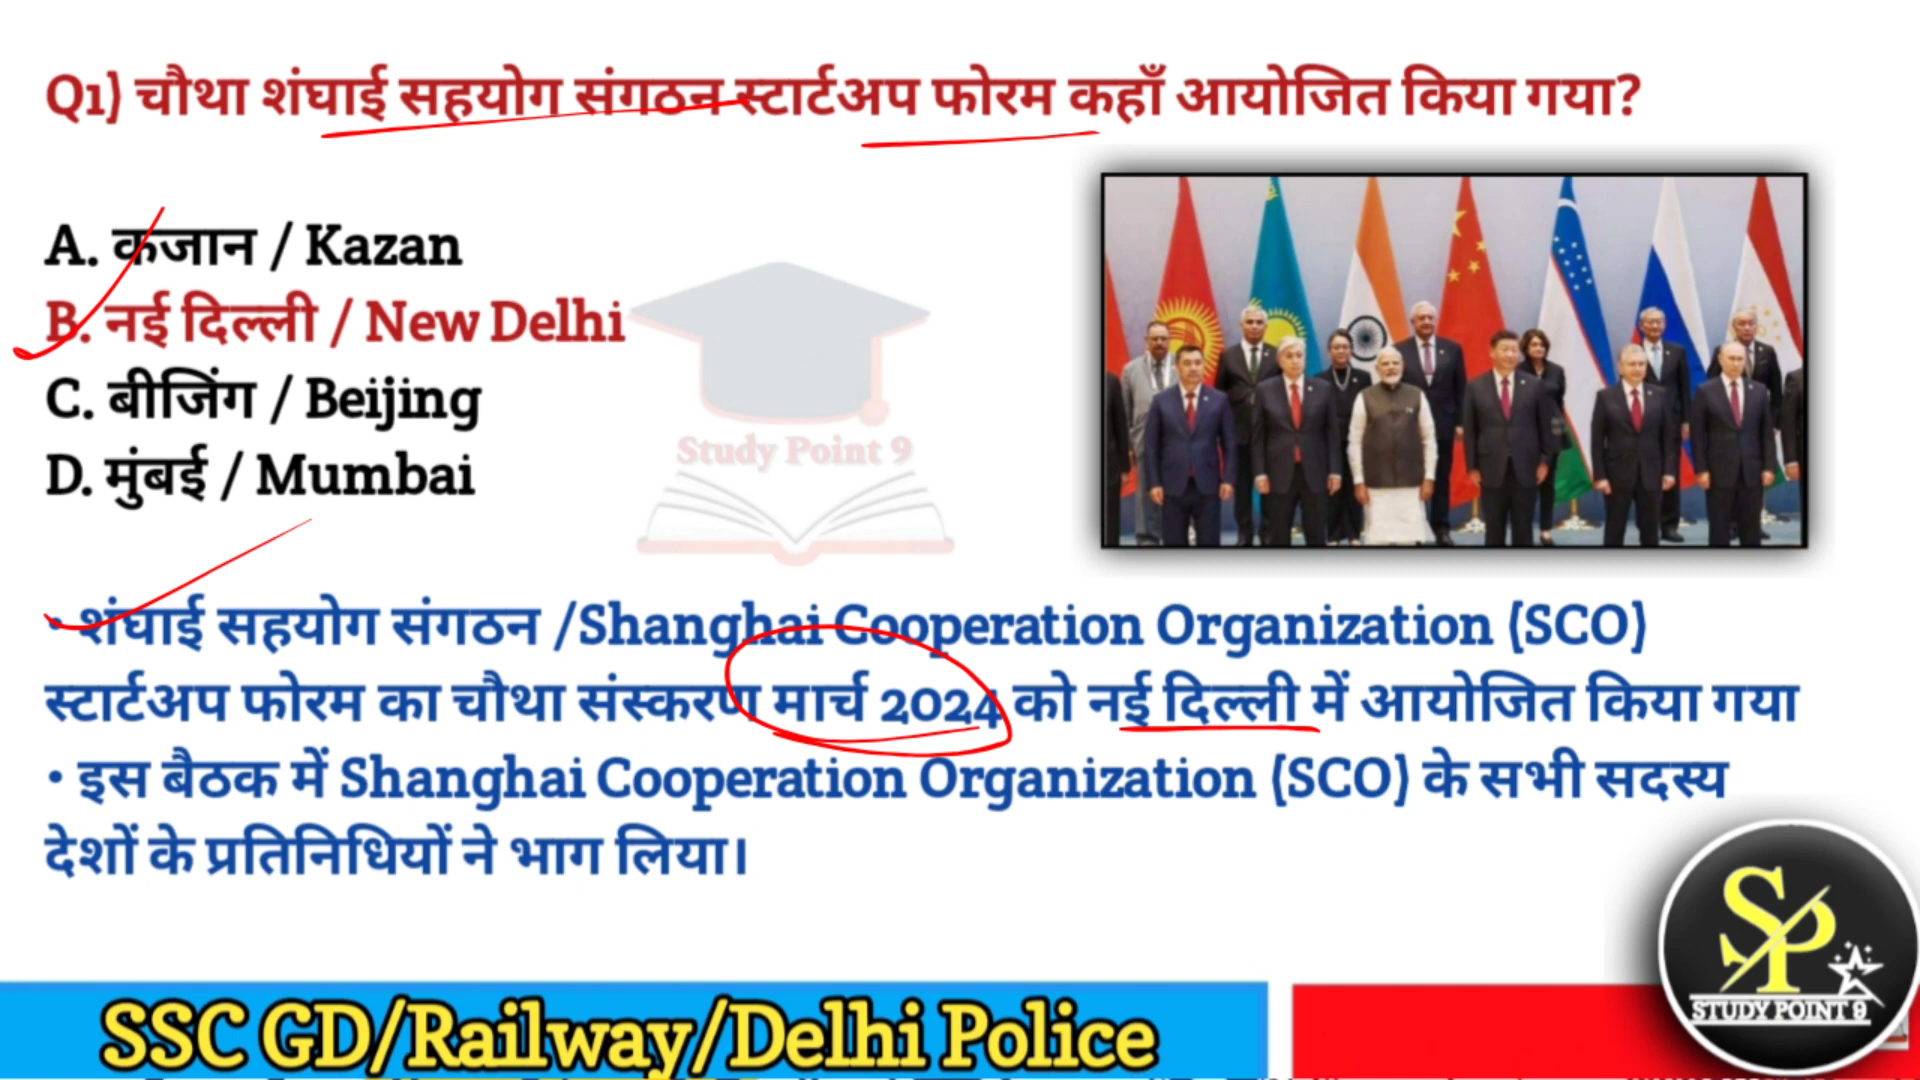 Q1) चौथा शंघाई सहयोग संगठन स्टार्टअप फोरम कहाँ आयोजित किया गया?
A. कजान / Kazan
B. नई दिल्ली / New Delhi
C. बीजिंग / Beijing
D. मुंबई / Mumbai
Study Point 9
• शंघाई सहयोग संगठन /Shanghai Cooperation Organization (SCO)
स्टार्टअप फोरम का चौथा संस्करण मार्च 2024 को नई दिल्ली में आयोजित किया गया
• इस बैठक में Shanghai Cooperation Organization (SCO) के सभी सदस्य
देशों के प्रतिनिधियों ने भाग लिया।
SP
STUDY POINT 9
SSC GD/Railway/Delhi Police